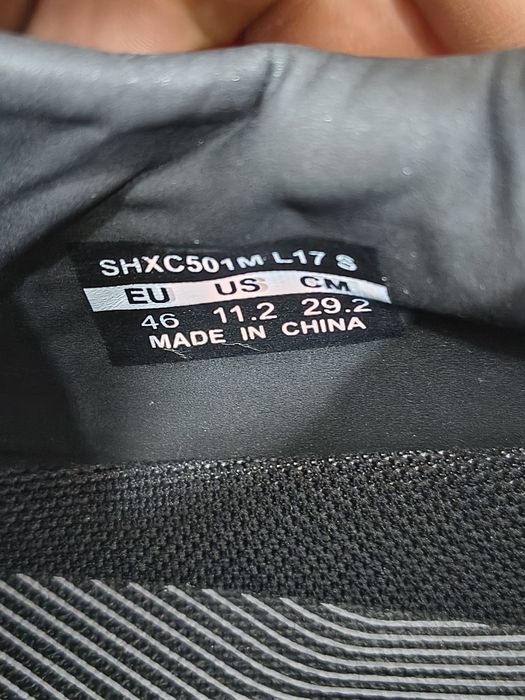 SHXC501M L17 S
EU US CM
46 11.2 29.2
MADE IN CHINA